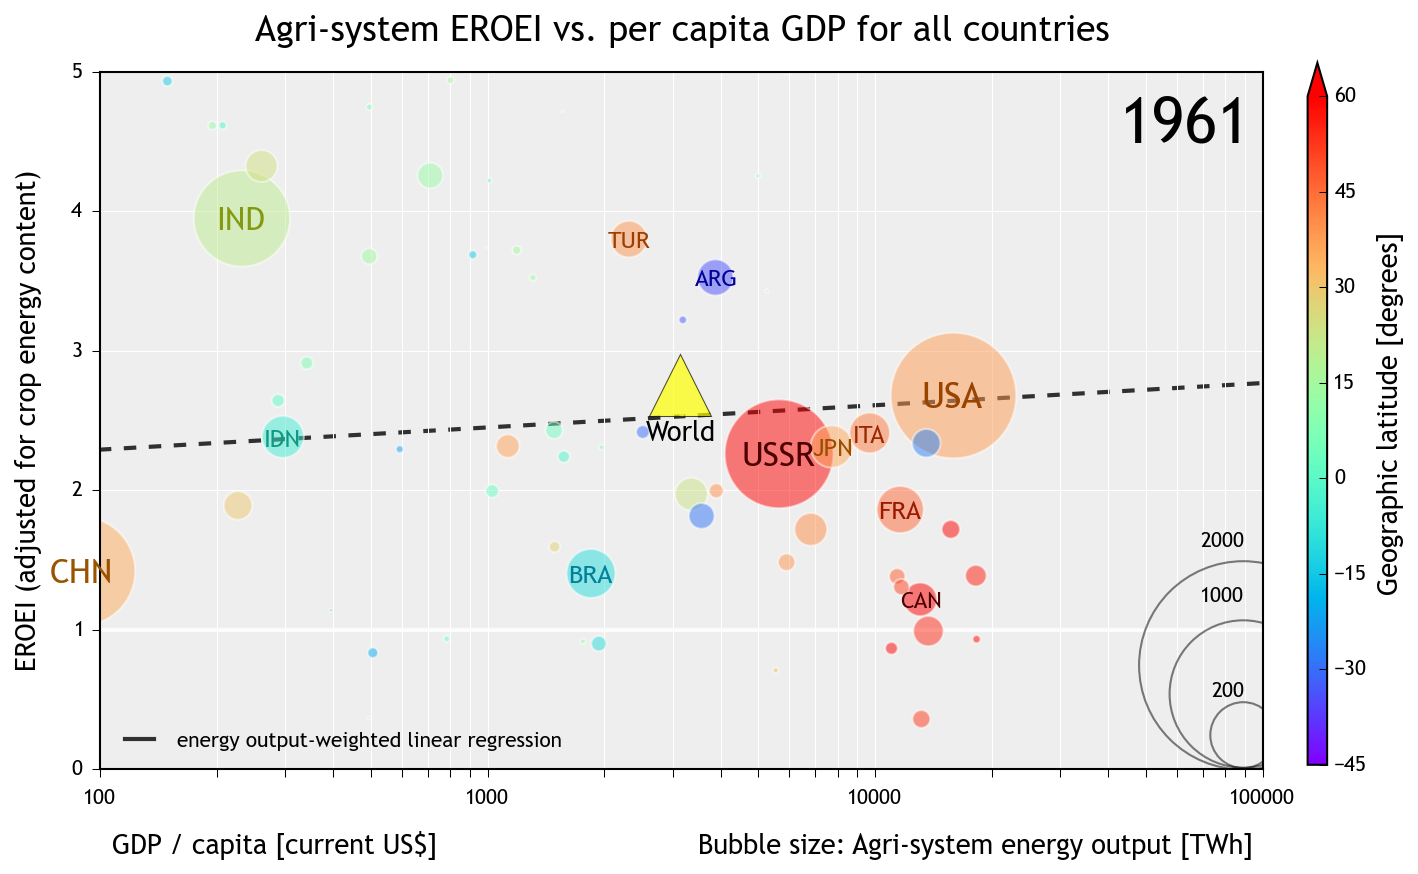 Agri-system EROEI vs. per capita GDP for all countries
1961
EROEI (adjusted for crop energy content)
5
4
3
2
1
0
IND
TUR
ARG
World
USA
IDN
USSR
JPN
ITA
FRA
CHN
BRA
CAN
2000
1000
200
energy output-weighted linear regression
100
1000
10000
100000
GDP / capita [current US$]
Bubble size: Agri-system energy output [TWh]
60
45
30
15
0
−15
−30
−45
Geographic latitude [degrees]